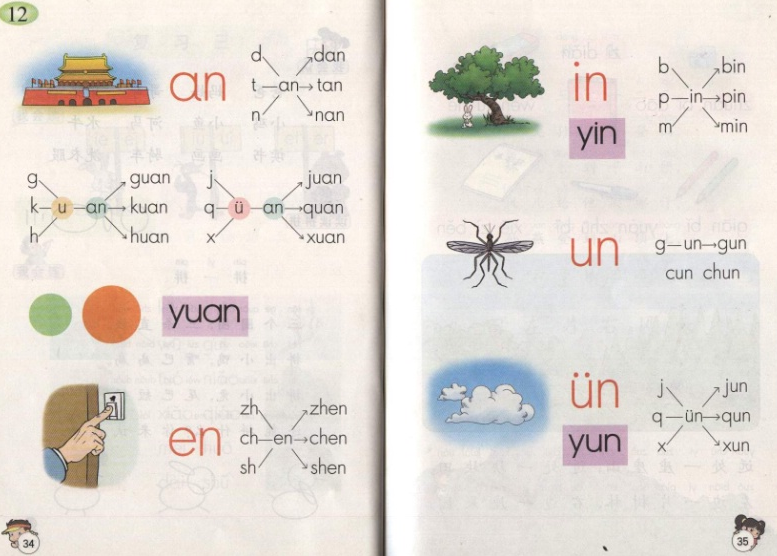 12
an
d
t
n
an
dan
tan
nan
g
k
h
u
an
guan
kuan
huan
j
q
x
ü
an
juan
quan
xuan
yuan
en
zh
ch
sh
en
zhen
chen
shen
34
in
yin
b
p
m
in
bin
pin
min
un
g un gun
cun chun
ün
yun
j
q
x
ün
jun
qun
xun
35